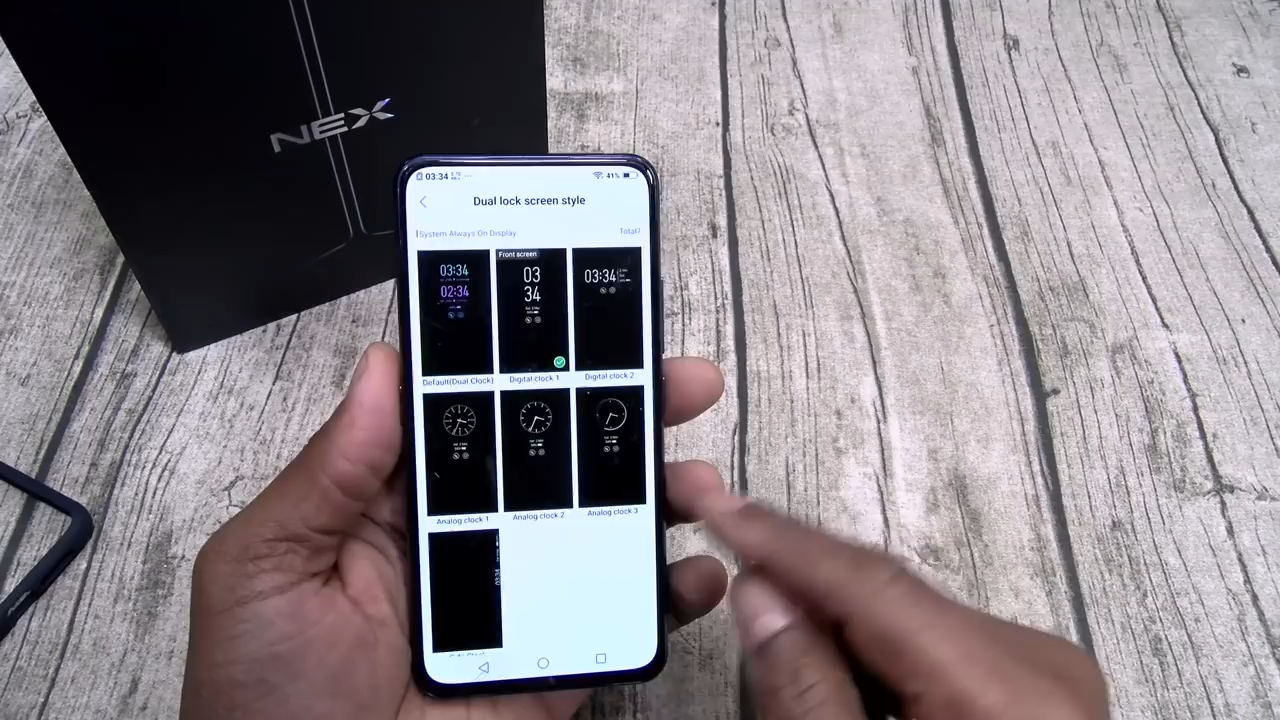 NEX
03:34
41%
Dual lock screen style
System Always On Display
Total7
03:34
02:34
Front screen
03
34
03:34
Default(Dual Clock)
Digital clock 1
Digital clock 2
Analog clock 1
Analog clock 2
Analog clock 3
03:34